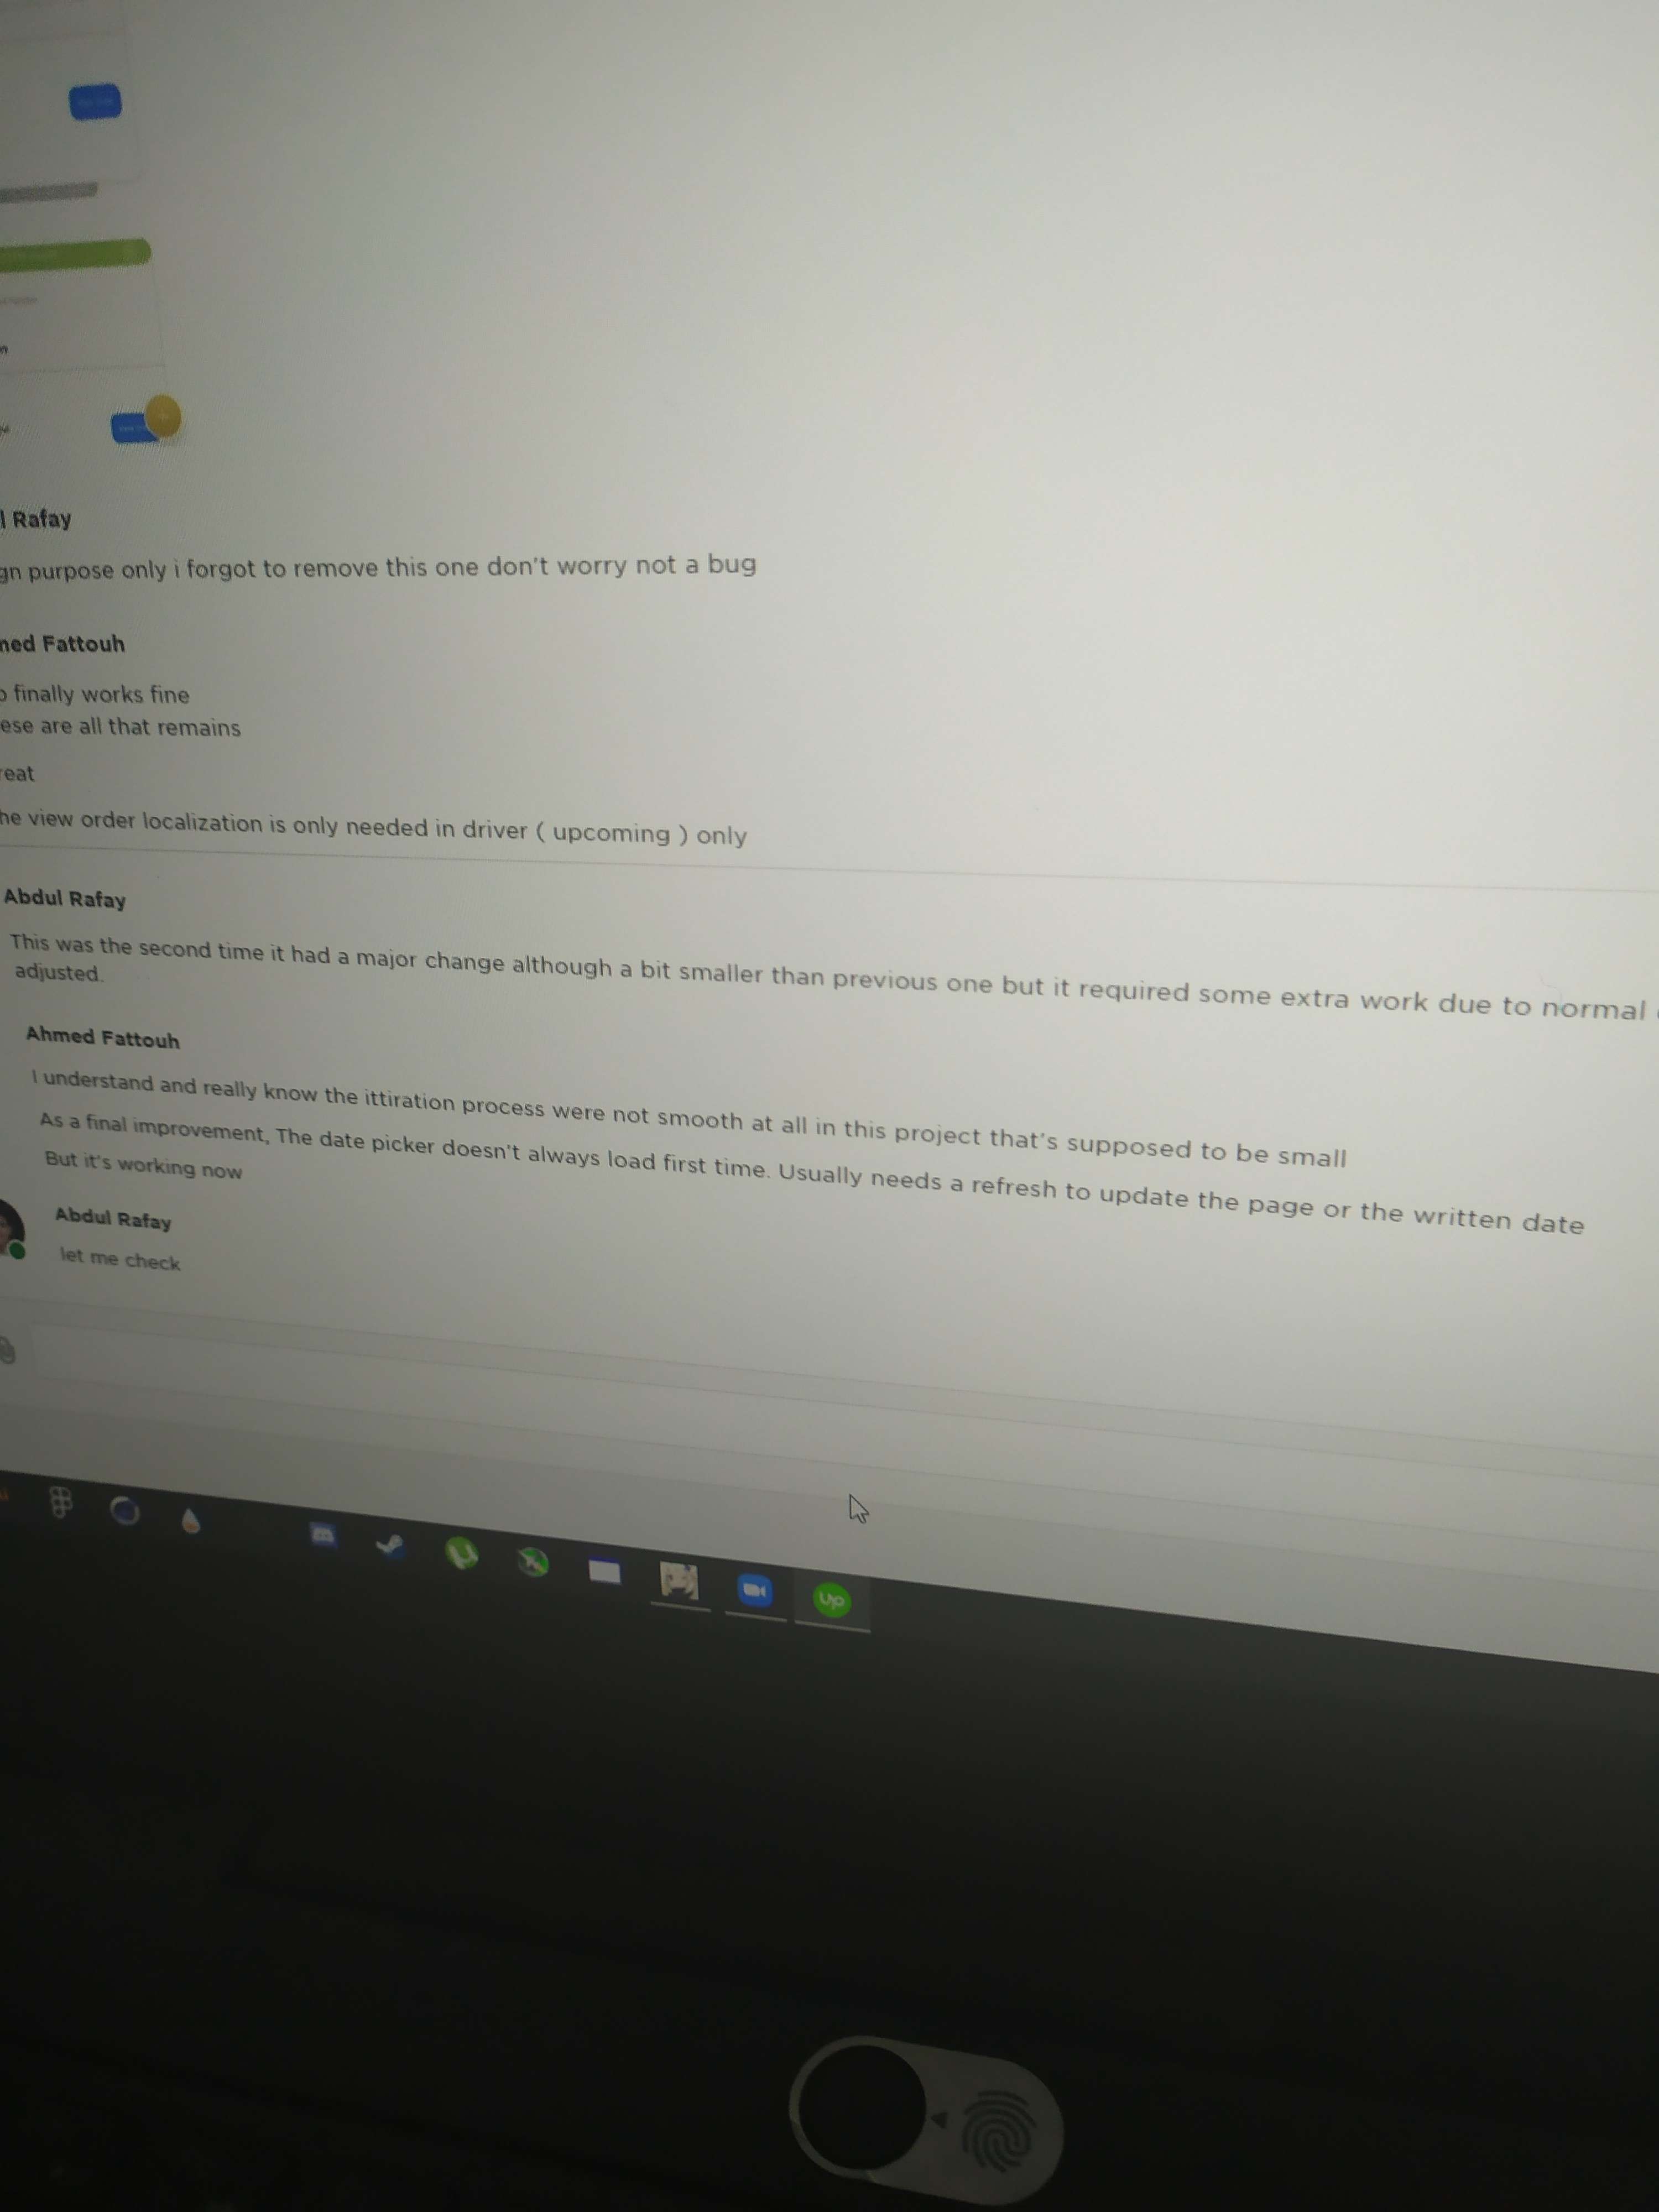 l Rafay
gn purpose only i forgot to remove this one don't worry not a bug
ned Fattouh
finally works fine
ese are all that remains
reat
he view order localization is only needed in driver ( upcoming ) only
Abdul Rafay
This was the second time it had a major change although a bit smaller than previous one but it required some extra work due to normal
adjusted.
Ahmed Fattouh
I understand and really know the ittiration process were not smooth at all in this project that's supposed to be small
As a final improvement, The date picker doesn't always load first time. Usually needs a refresh to update the page or the written date
But it's working now
Abdul Rafay
let me check
up